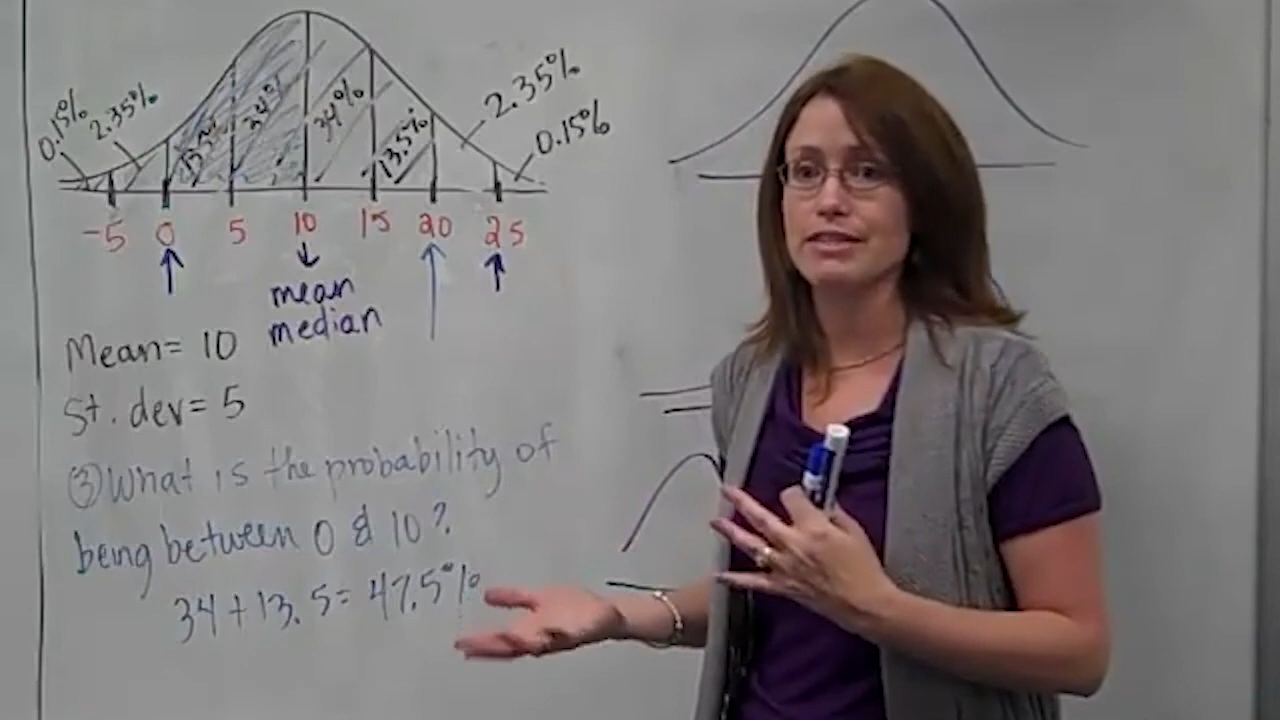 0.15% 2.35% 13.5% 34% 34% 13.5% 2.35% 0.15%
-5 0 5 10 15 20 25
mean
median
Mean= 10
St. dev= 5
③ What is the probability of
being between 0 & 10?
34+13.5= 47.5%